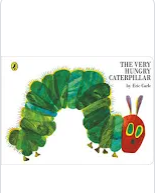 THE VERY
HUNGRY
CATERPILLAR
by Eric Carle